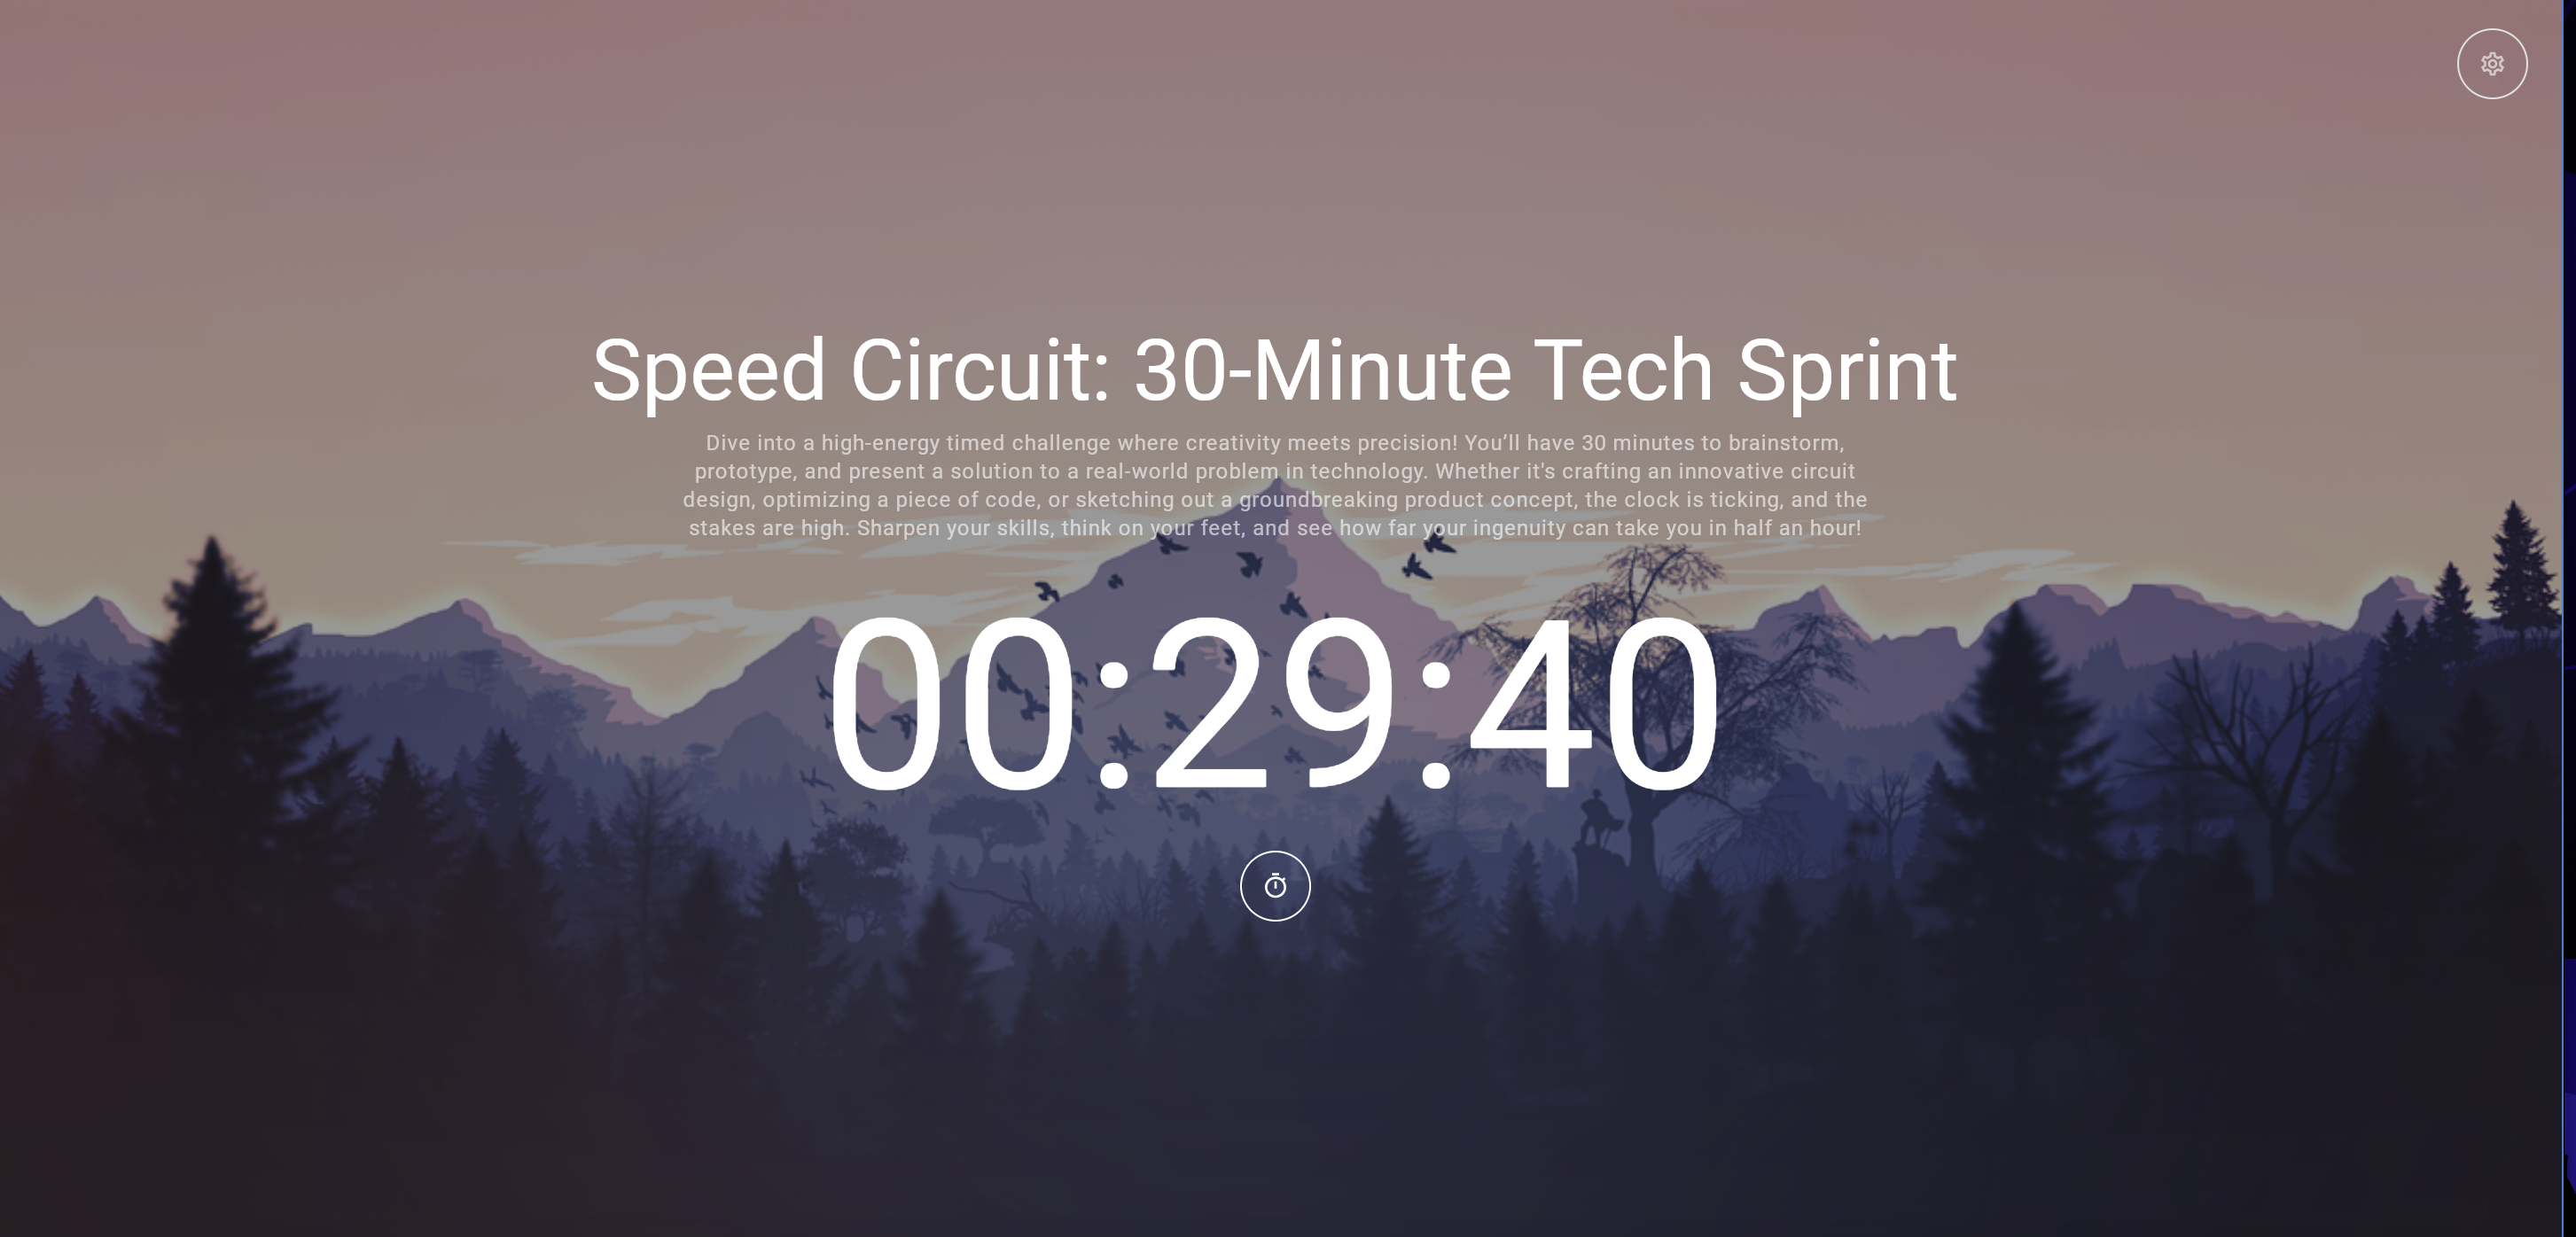 Speed Circuit: 30-Minute Tech Sprint
Dive into a high-energy timed challenge where creativity meets precision! You’ll have 30 minutes to brainstorm,
prototype, and present a solution to a real-world problem in technology. Whether it's crafting an innovative circuit
design, optimizing a piece of code, or sketching out a groundbreaking product concept, the clock is ticking, and the
stakes are high. Sharpen your skills, think on your feet, and see how far your ingenuity can take you in half an hour!
00:29:40